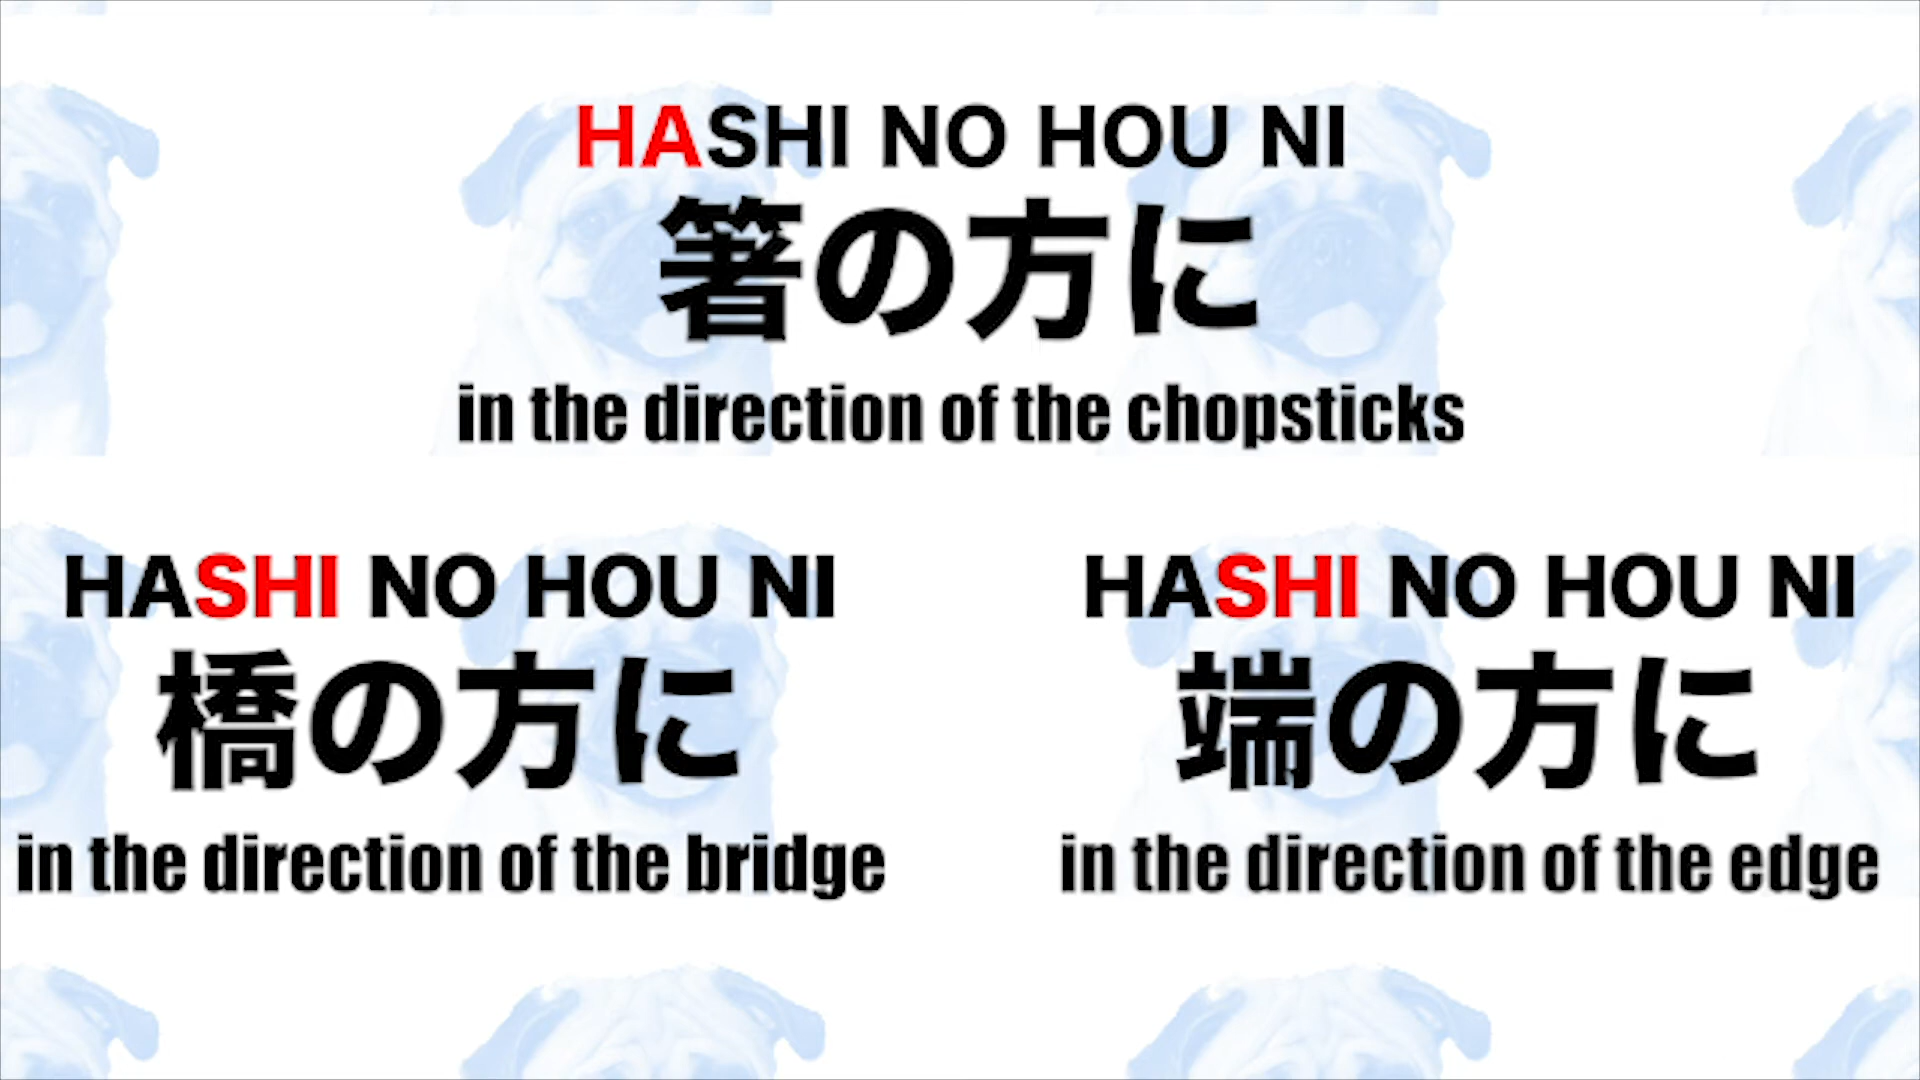 HASHI NO HOU NI
箸の方に
in the direction of the chopsticks
HASHI NO HOU NI
橋の方に
in the direction of the bridge
HASHI NO HOU NI
端の方に
in the direction of the edge